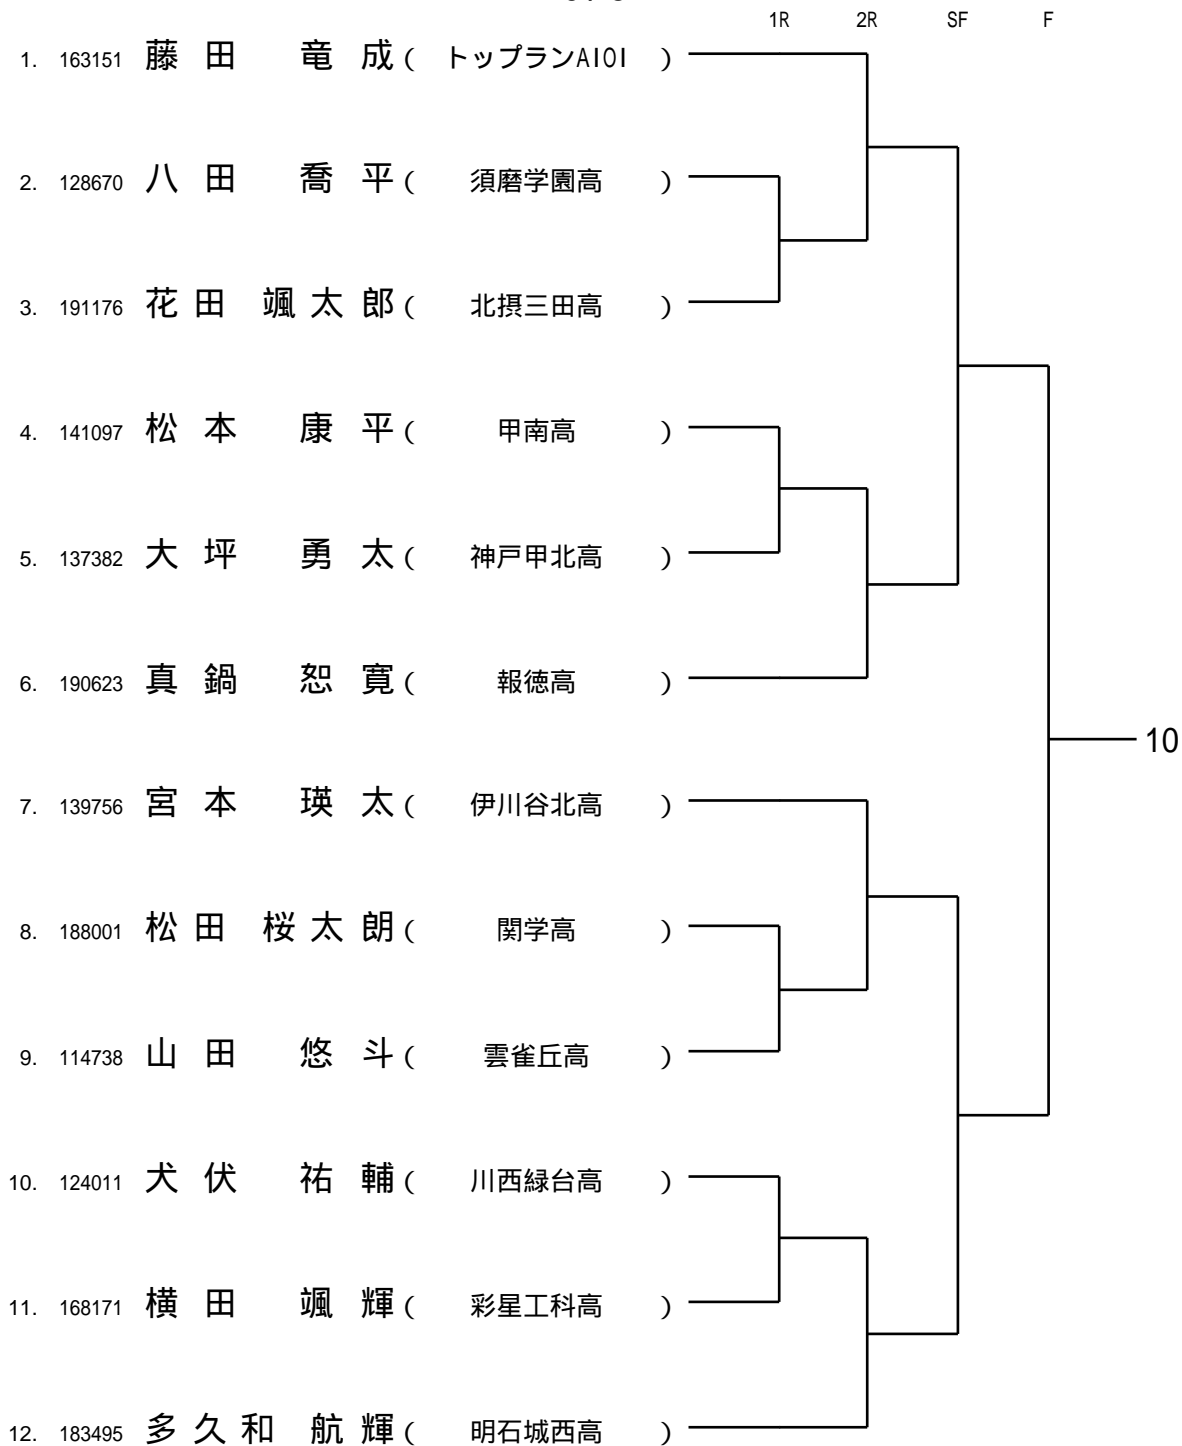 1R 2R SF F
1. 163151 藤田 竜成 ( トップランAIOI )
2. 128670 八田 喬平 ( 須磨学園高 )
3. 191176 花田 颯太郎 ( 北摂三田高 )
4. 141097 松本 康平 ( 甲南高 )
5. 137382 大坪 勇太 ( 神戸甲北高 )
6. 190623 真鍋 恕寛 ( 報徳高 )
10
7. 139756 宮本 瑛太 ( 伊川谷北高 )
8. 188001 松田 桜太朗 ( 関学高 )
9. 114738 山田 悠斗 ( 雲雀丘高 )
10. 124011 犬伏 祐輔 ( 川西緑台高 )
11. 168171 横田 颯輝 ( 彩星工科高 )
12. 183495 多久和 航輝 ( 明石城西高 )